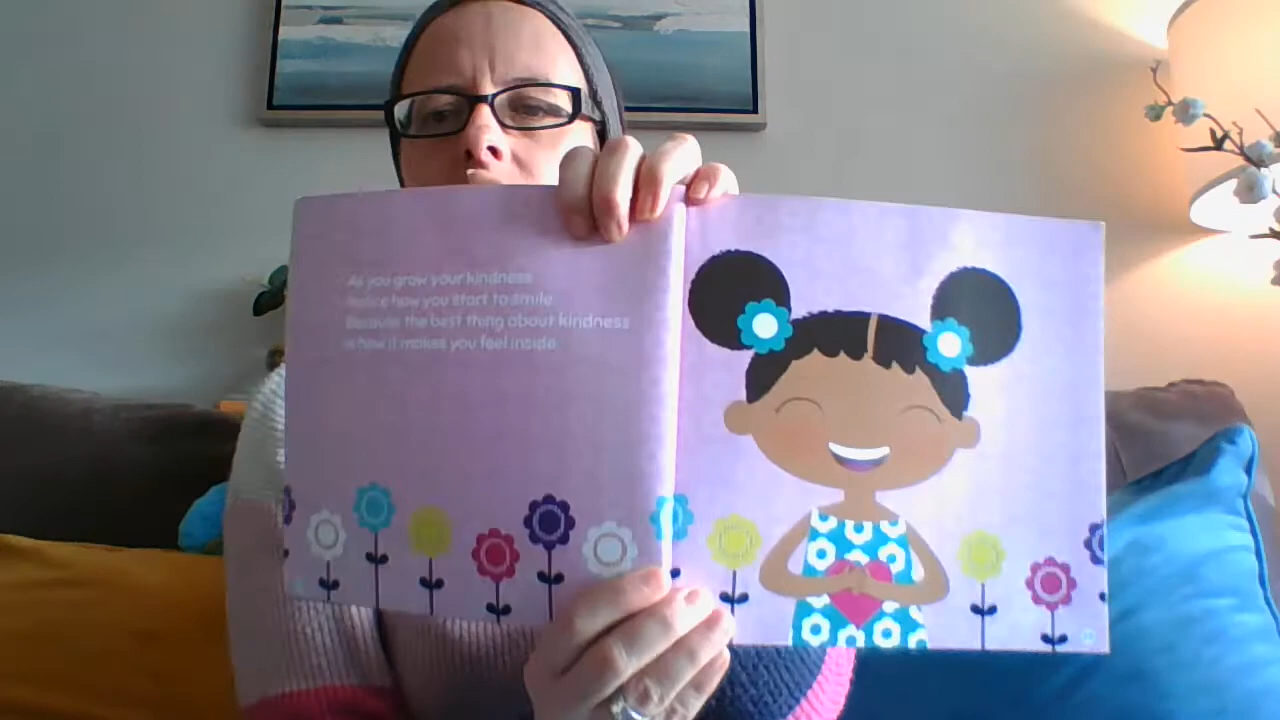 As you grow your kindness
Notice how you start to smile
Because the best thing about kindness
is how it makes you feel inside